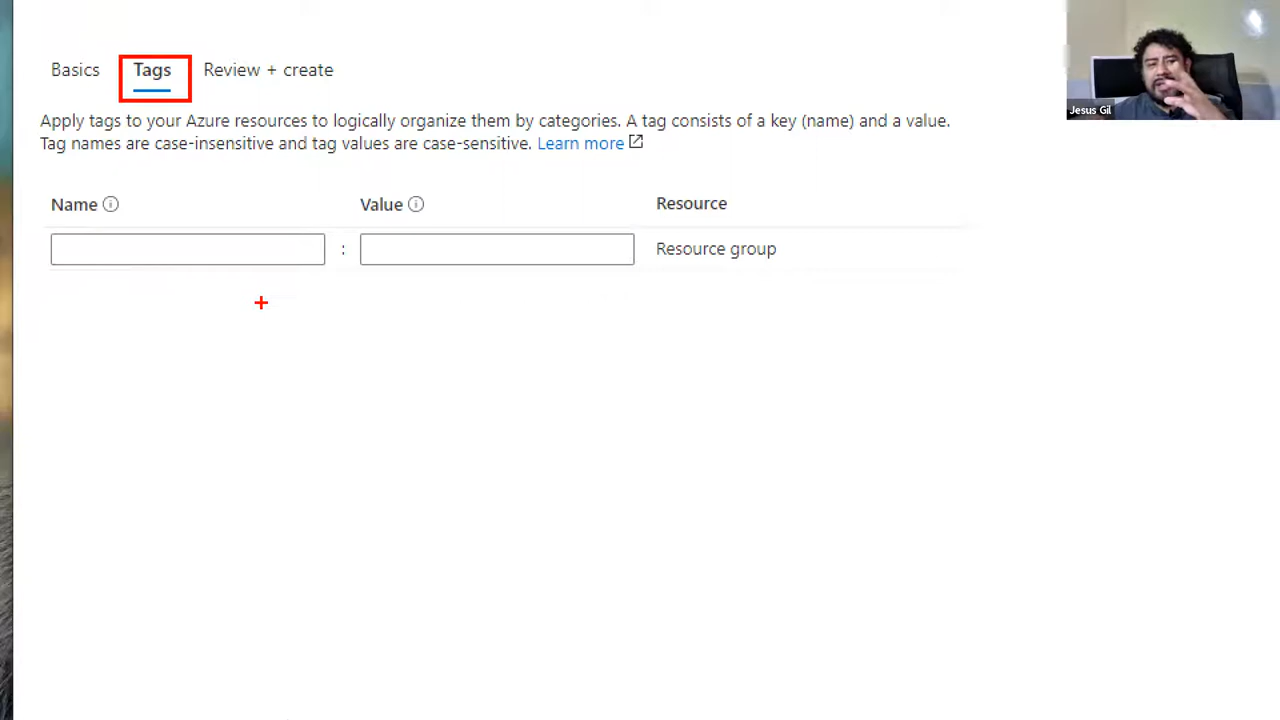 Basics Tags Review + create
Jesus Gil
Apply tags to your Azure resources to logically organize them by categories. A tag consists of a key (name) and a value.
Tag names are case-insensitive and tag values are case-sensitive. Learn more
Name Value Resource
: Resource group